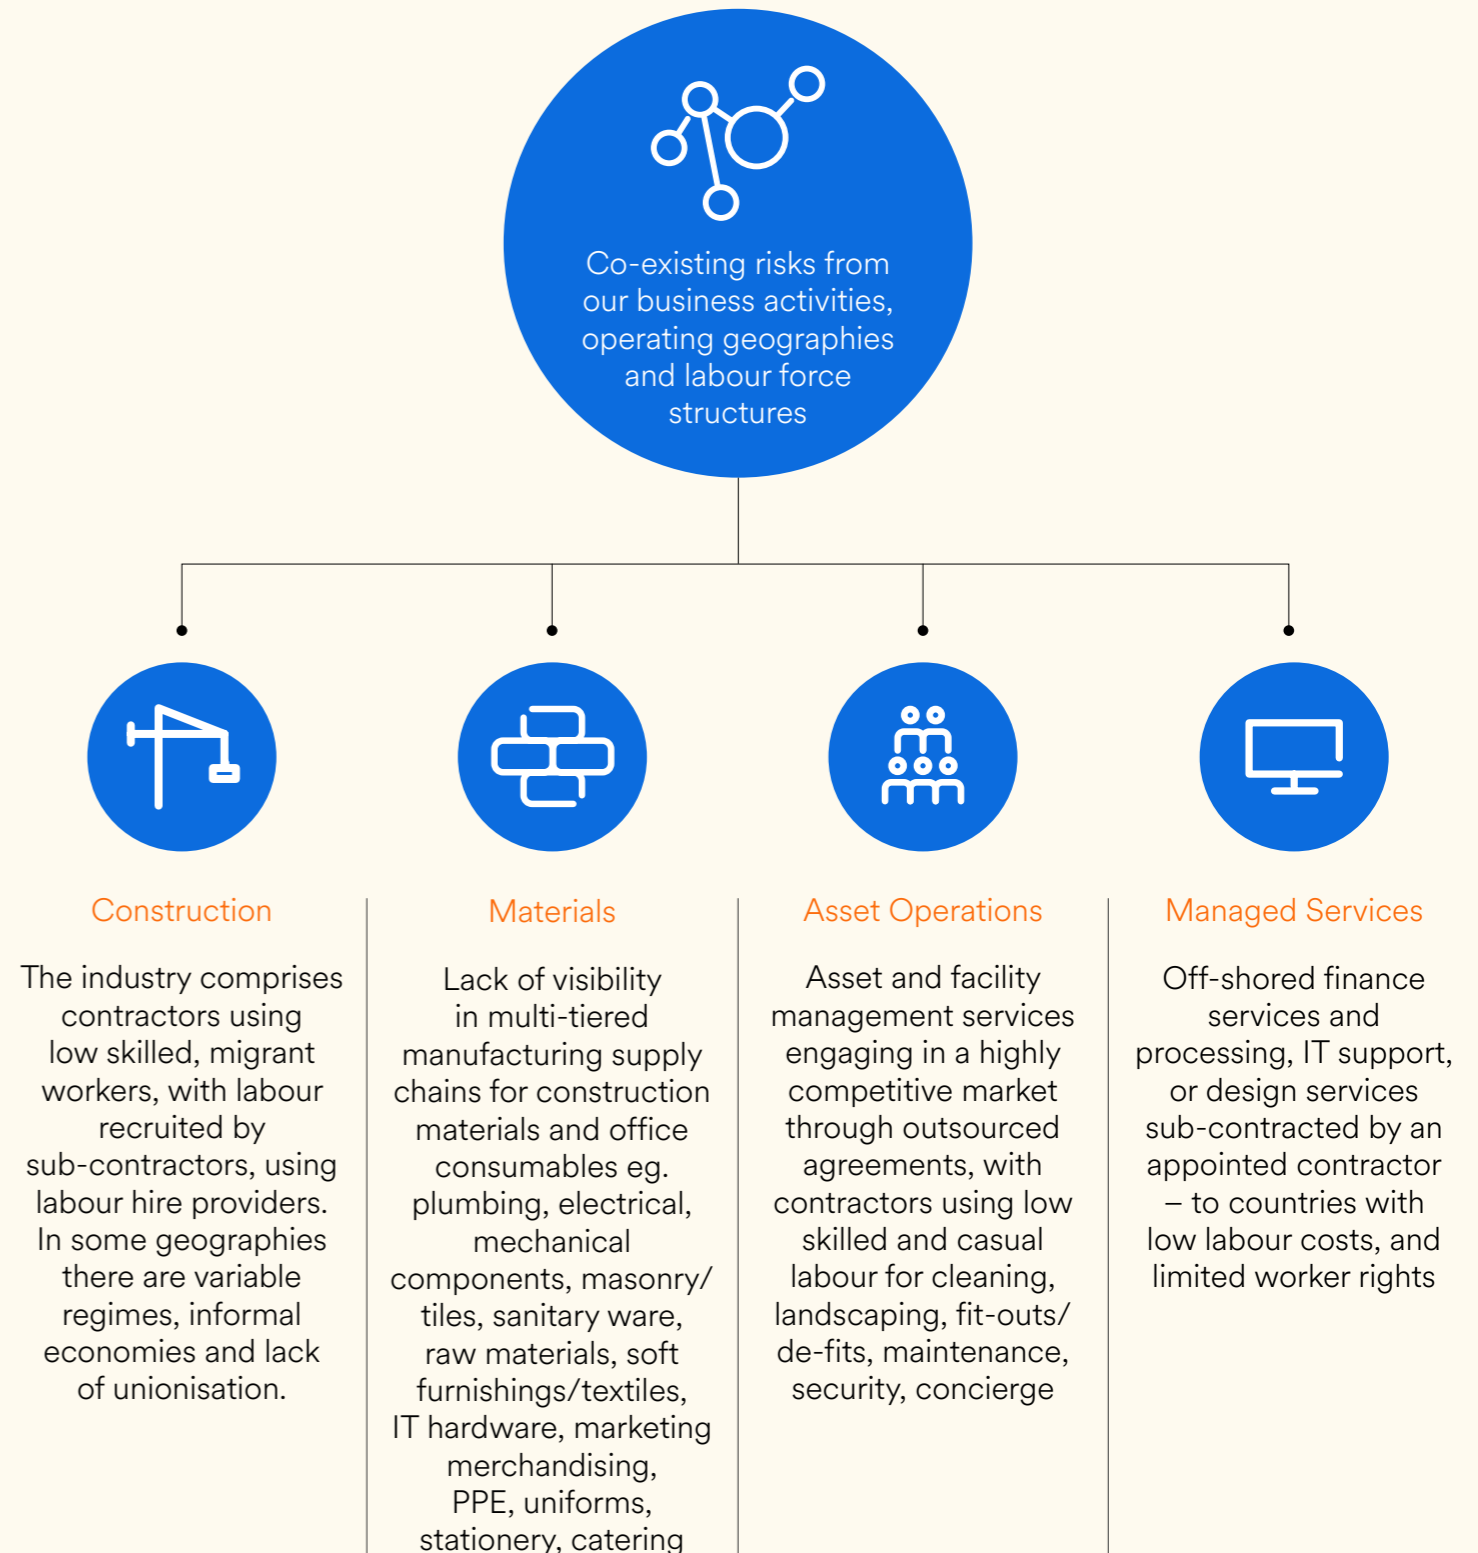 Co-existing risks from
our business activities,
operating geographies
and labour force
structures
Construction
The industry comprises
contractors using
low skilled, migrant
workers, with labour
recruited by
sub-contractors, using
labour hire providers.
In some geographies
there are variable
regimes, informal
economies and lack
of unionisation.
Materials
Lack of visibility
in multi-tiered
manufacturing supply
chains for construction
materials and office
consumables eg.
plumbing, electrical,
mechanical
components, masonry/
tiles, sanitary ware,
raw materials, soft
furnishings/textiles,
IT hardware, marketing
merchandising,
PPE, uniforms,
stationery, catering
Asset Operations
Asset and facility
management services
engaging in a highly
competitive market
through outsourced
agreements, with
contractors using low
skilled and casual
labour for cleaning,
landscaping, fit-outs/
de-fits, maintenance,
security, concierge
Managed Services
Off-shored finance
services and
processing, IT support,
or design services
sub-contracted by an
appointed contractor
– to countries with
low labour costs, and
limited worker rights